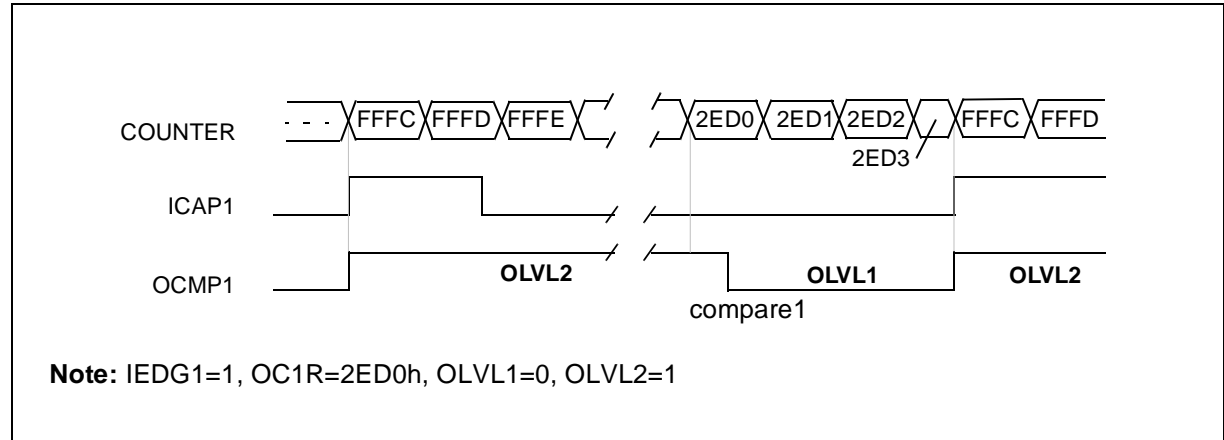 COUNTER - - - FFFC FFFD FFFE 2ED0 2ED1 2ED2 FFFC FFFD
2ED3
ICAP1
OCMP1 OLVL2 OLVL1 OLVL2
compare1
Note: IEDG1=1, OC1R=2ED0h, OLVL1=0, OLVL2=1